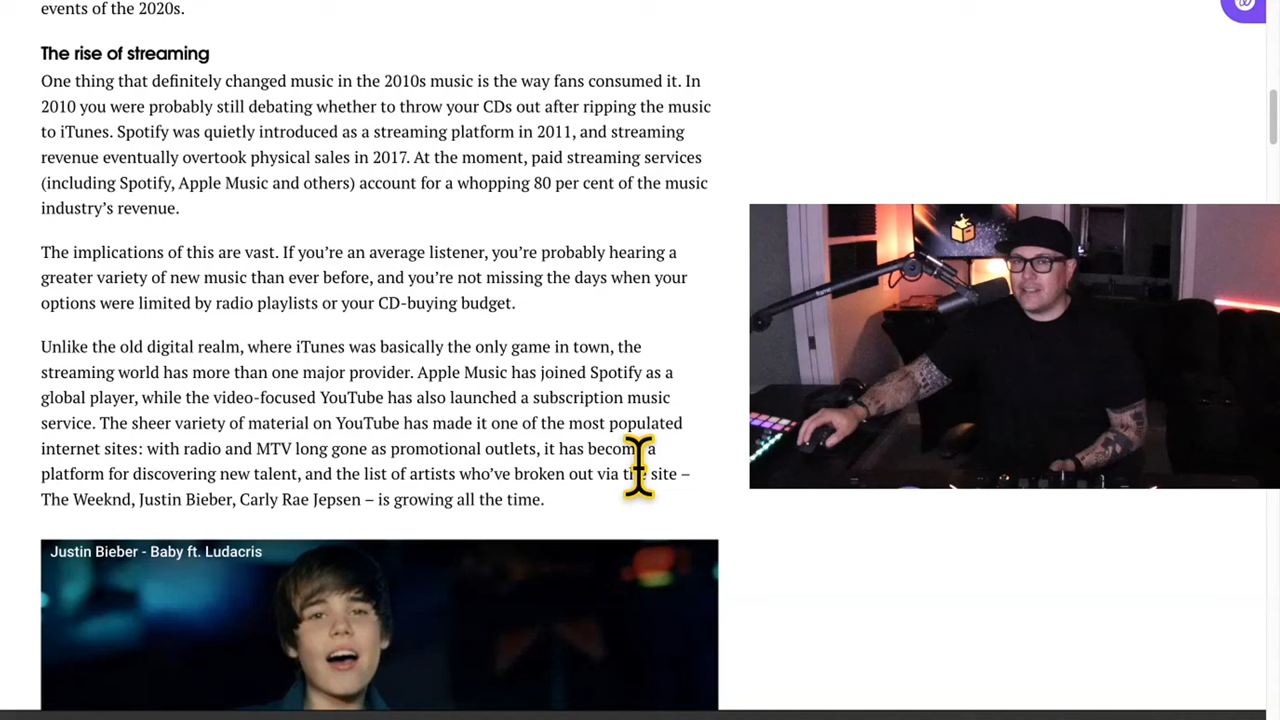 events of the 2020s.
The rise of streaming
One thing that definitely changed music in the 2010s music is the way fans consumed it. In
2010 you were probably still debating whether to throw your CDs out after ripping the music
to iTunes. Spotify was quietly introduced as a streaming platform in 2011, and streaming
revenue eventually overtook physical sales in 2017. At the moment, paid streaming services
(including Spotify, Apple Music and others) account for a whopping 80 per cent of the music
industry’s revenue.
The implications of this are vast. If you’re an average listener, you’re probably hearing a
greater variety of new music than ever before, and you’re not missing the days when your
options were limited by radio playlists or your CD-buying budget.
Unlike the old digital realm, where iTunes was basically the only game in town, the
streaming world has more than one major provider. Apple Music has joined Spotify as a
global player, while the video-focused YouTube has also launched a subscription music
service. The sheer variety of material on YouTube has made it one of the most populated
internet sites: with radio and MTV long gone as promotional outlets, it has become a
platform for discovering new talent, and the list of artists who’ve broken out via the site –
The Weeknd, Justin Bieber, Carly Rae Jepsen – is growing all the time.
Justin Bieber - Baby ft. Ludacris